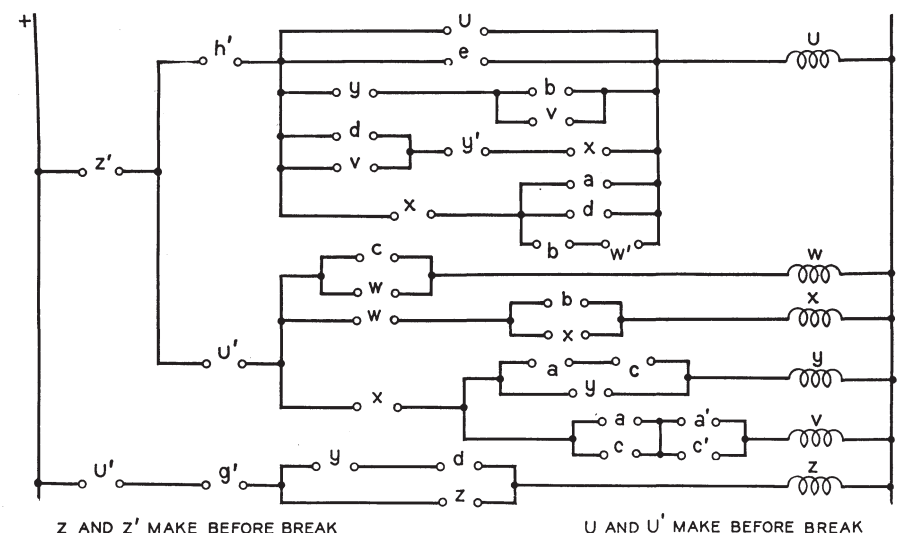 +
U
h' e U
y b
v
d
y' x
v
z' a
x d
b w'
c w
w
w b x
x
U' a c y
y
x a a' v
c c'
y d
U' g' z
z
Z AND Z' MAKE BEFORE BREAK U AND U' MAKE BEFORE BREAK